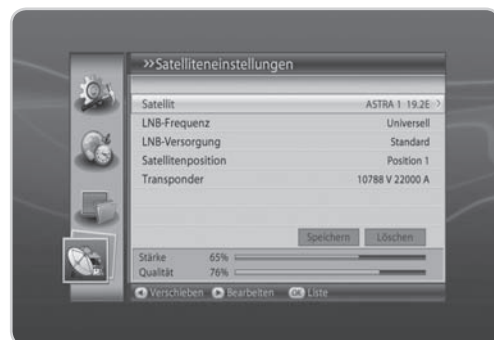 >>Satelliteneinstellungen
Satellit ASTRA 1 19.2E >
LNB-Frequenz Universell
LNB-Versorgung Standard
Satellitenposition Position 1
Transponder 10788 V 22000 A
Speichern Löschen
Stärke 65%
Qualität 76%
Verschieben Bearbeiten OK Liste